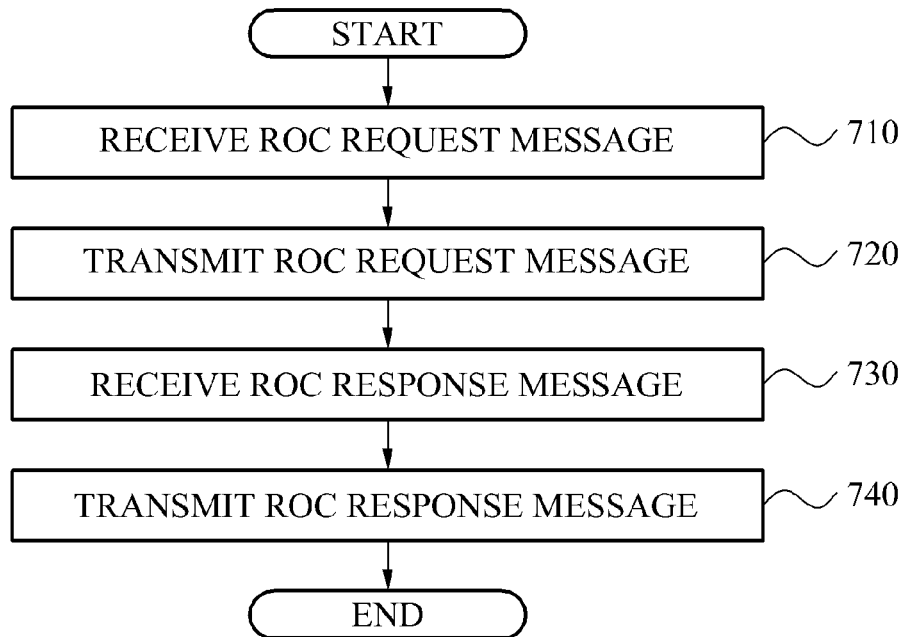 START
RECEIVE ROC REQUEST MESSAGE 710
TRANSMIT ROC REQUEST MESSAGE 720
RECEIVE ROC RESPONSE MESSAGE 730
TRANSMIT ROC RESPONSE MESSAGE 740
END